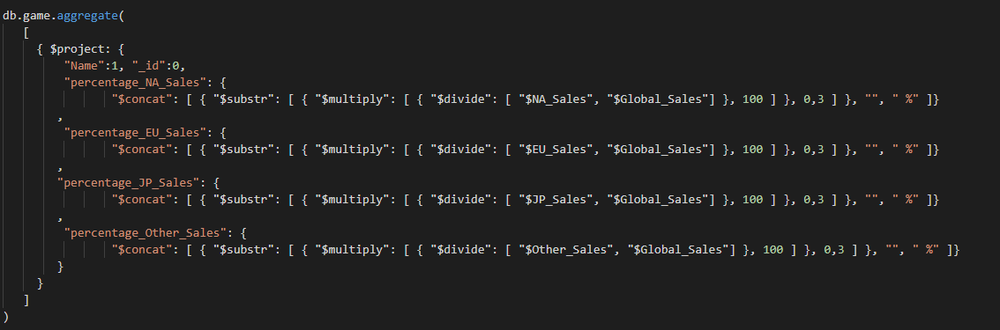 db.game.aggregate(
[
{ $project: {
"Name":1, "_id":0,
"percentage_NA_Sales": {
"$concat": [ { "$substr": [ { "$multiply": [ { "$divide": [ "$NA_Sales", "$Global_Sales"] }, 100 ] }, 0,3 ] }, "", " %" ]}
,
"percentage_EU_Sales": {
"$concat": [ { "$substr": [ { "$multiply": [ { "$divide": [ "$EU_Sales", "$Global_Sales"] }, 100 ] }, 0,3 ] }, "", " %" ]}
,
"percentage_JP_Sales": {
"$concat": [ { "$substr": [ { "$multiply": [ { "$divide": [ "$JP_Sales", "$Global_Sales"] }, 100 ] }, 0,3 ] }, "", " %" ]}
,
"percentage_Other_Sales": {
"$concat": [ { "$substr": [ { "$multiply": [ { "$divide": [ "$Other_Sales", "$Global_Sales"] }, 100 ] }, 0,3 ] }, "", " %" ]}
}
}
]
)